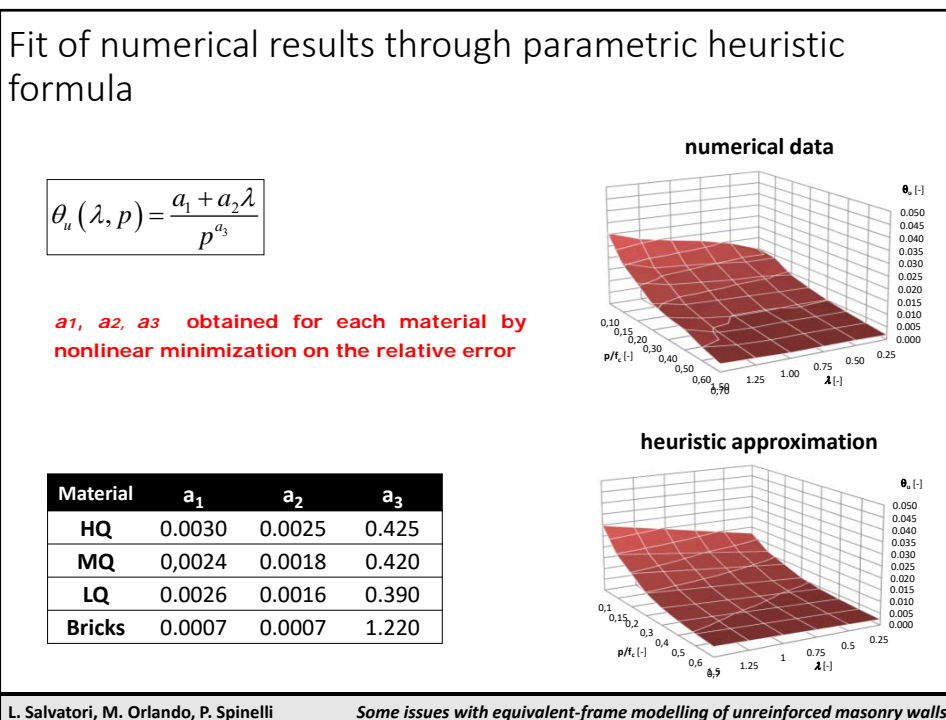 Fit of numerical results through parametric heuristic
formula
numerical data
θu (λ, p) = (a1 + a2λ) / p^a3
a1, a2, a3 obtained for each material by
nonlinear minimization on the relative error
θu [-]
0.050
0.045
0.040
0.035
0.030
0.025
0.020
0.015
0.010
0.005
0.000
0,10
0,15
0,20
0,30
0,40
0,50
0,60
0,70
p/fc [-]
1.50
1.25
1.00
0.75
0.50
0.25
λ [-]
heuristic approximation
θu [-]
0.050
0.045
0.040
0.035
0.030
0.025
0.020
0.015
0.010
0.005
0.000
0,1
0,15
0,2
0,3
0,4
0,5
0,6
0,7
p/fc [-]
1.5
1.25
1
0.75
0.5
0.25
λ [-]
Material a1 a2 a3
HQ 0.0030 0.0025 0.425
MQ 0,0024 0.0018 0.420
LQ 0.0026 0.0016 0.390
Bricks 0.0007 0.0007 1.220
L. Salvatori, M. Orlando, P. Spinelli Some issues with equivalent-frame modelling of unreinforced masonry walls